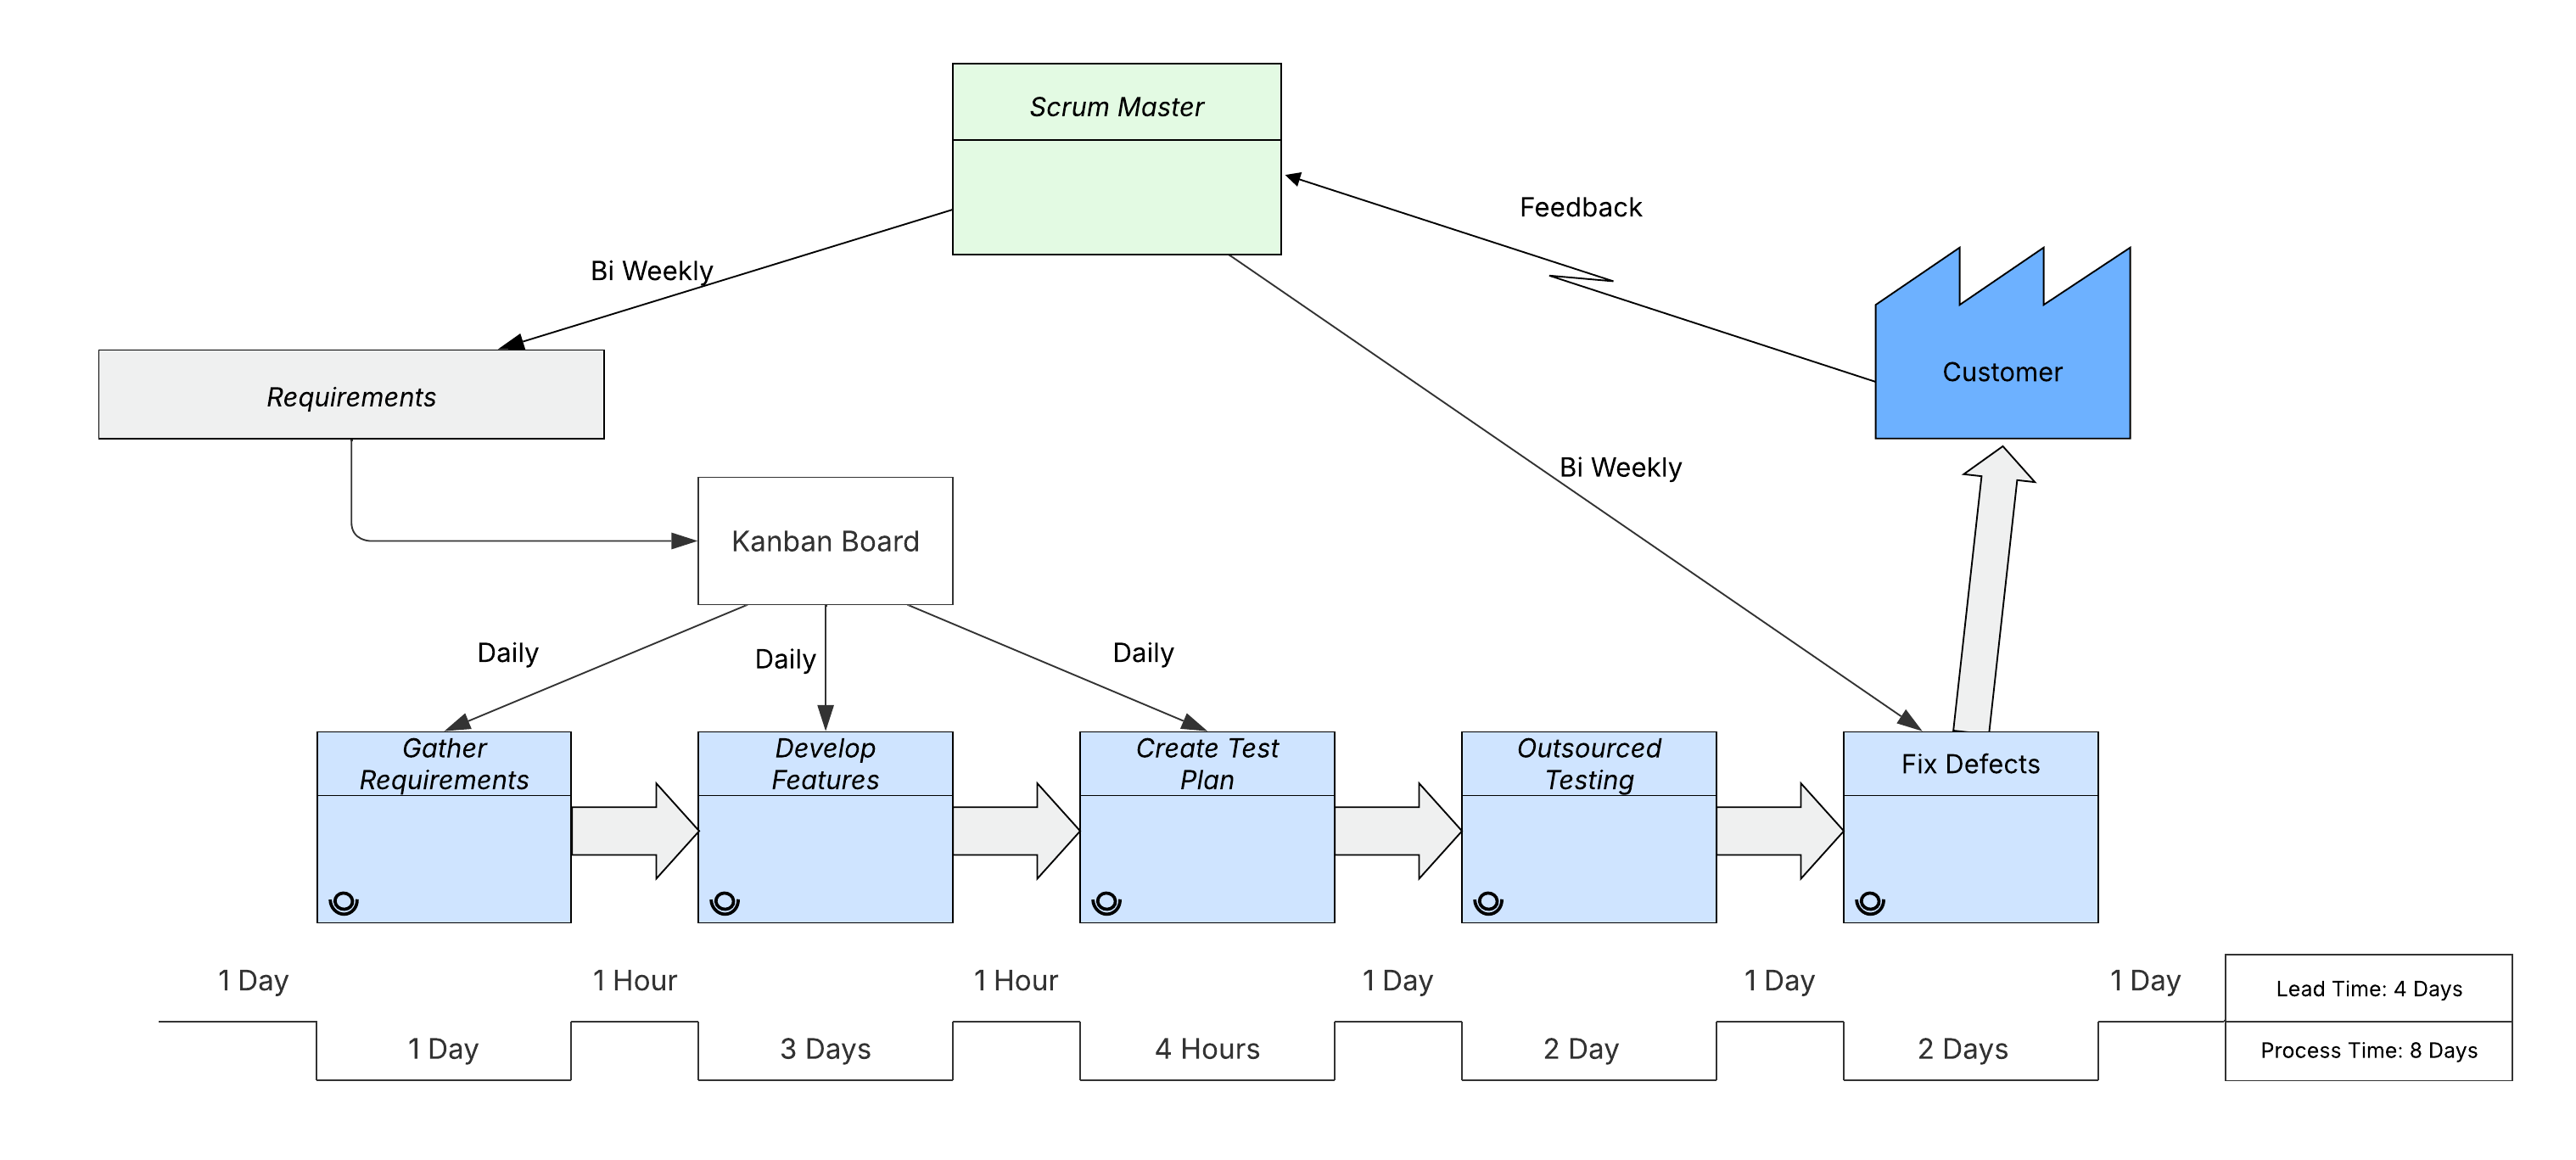 Scrum Master
Feedback
Bi Weekly
Customer
Requirements
Bi Weekly
Kanban Board
Daily
Daily
Daily
Gather
Requirements
Develop
Features
Create Test
Plan
Outsourced
Testing
Fix Defects
1 Day
1 Hour
1 Hour
1 Day
1 Day
1 Day
Lead Time: 4 Days
1 Day
3 Days
4 Hours
2 Day
2 Days
Process Time: 8 Days